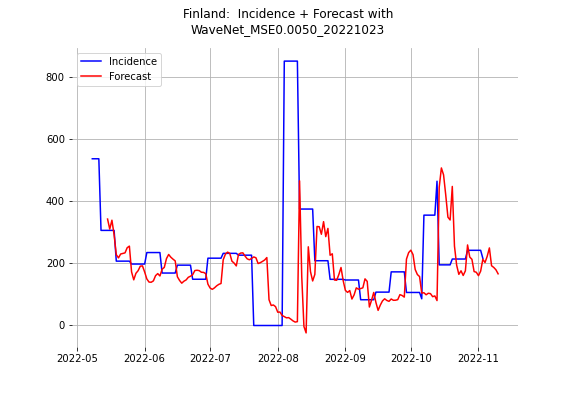 Finland:  Incidence + Forecast with
WaveNet_MSE0.0050_20221023
Incidence
Forecast
800
600
400
200
0
2022-05 2022-06 2022-07 2022-08 2022-09 2022-10 2022-11